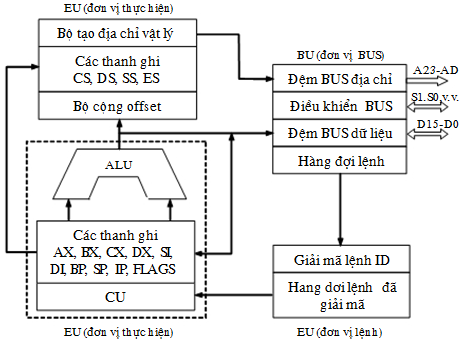 EU (đơn vị thực hiện)
Bộ tạo địa chỉ vật lý
Các thanh ghi
CS, DS, SS, ES
Bộ cộng offset
BU (đơn vị BUS)
Đệm BUS địa chỉ
Điều khiển BUS
Đệm BUS dữ liệu
Hàng đợi lệnh
A23-AD
S1.S0,v.v.
D15-D0
ALU
Các thanh ghi
AX, BX, CX, DX, SI,
DI, BP, SP, IP, FLAGS
CU
EU (đơn vị thực hiện)
Giải mã lệnh ID
Hang dơi lệnh đã
giải mã
EU (đơn vị lệnh)